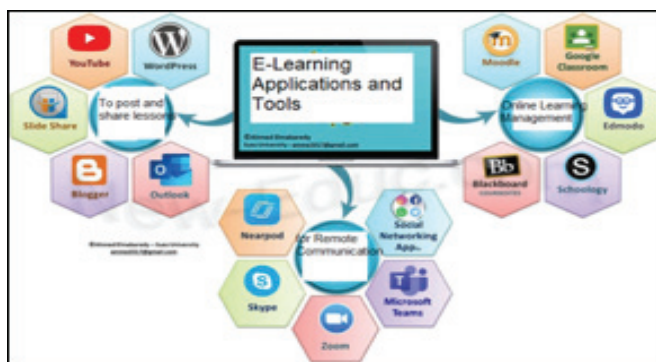 YouTube
WordPress
To post and
share lessons
Slide Share
Blogger
Outlook
E-Learning
Applications and
Tools
Moodle
Google
Classroom
Online Learning
Management
Edmodo
Blackboard
Schoology
Nearpod
Social
Networking
App
for Remote
Communication
Skype
Microsoft
Teams
Zoom